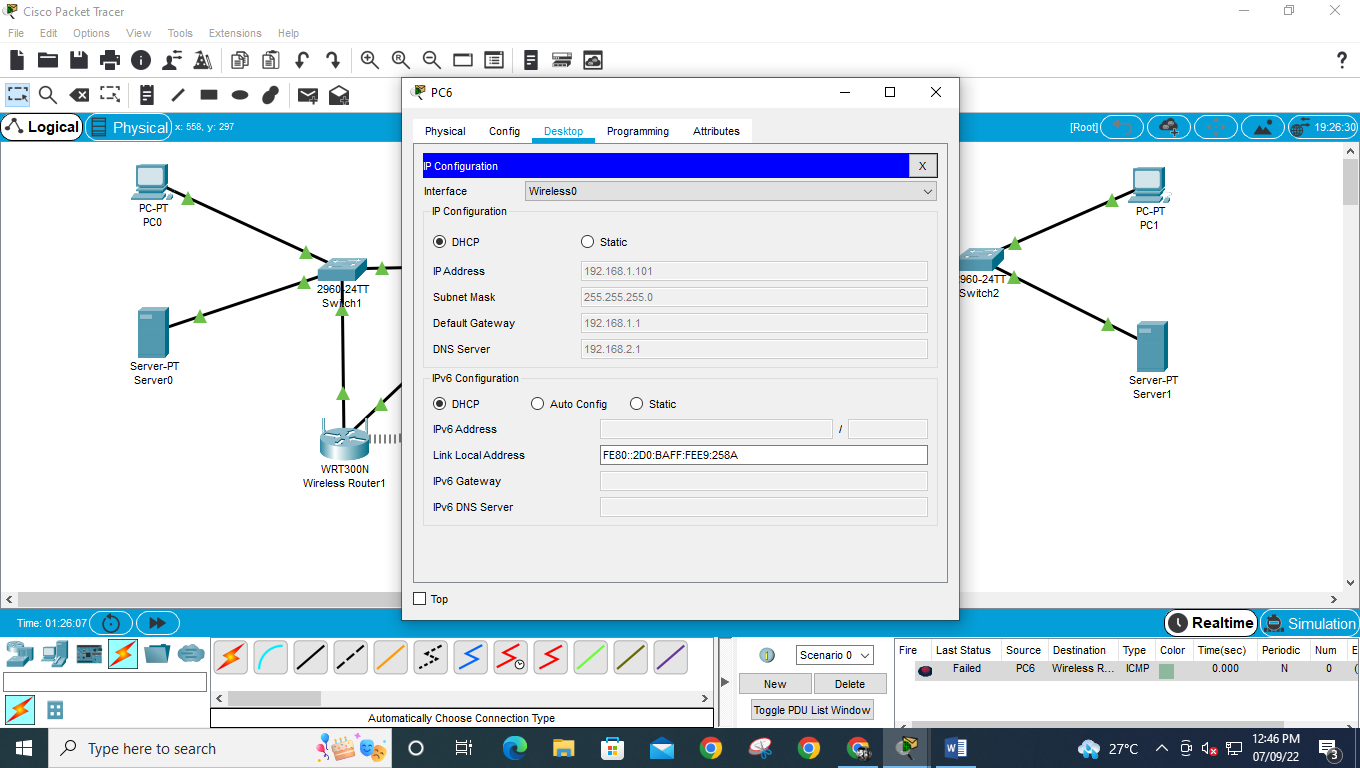 Cisco Packet Tracer
File Edit Options View Tools Extensions Help
Logical Physical x: 558, y: 297 [Root] 19:26:30
PC6
Physical Config Desktop Programming Attributes
IP Configuration X
Interface Wireless0
IP Configuration
DHCP Static
IP Address 192.168.1.101
Subnet Mask 255.255.255.0
Default Gateway 192.168.1.1
DNS Server 192.168.2.1
IPv6 Configuration
DHCP Auto Config Static
IPv6 Address /
Link Local Address FE80::2D0:BAFF:FEE9:258A
IPv6 Gateway
IPv6 DNS Server
Top
PC-PT
PC0
2960-24TT
Switch1
Server-PT
Server0
WRT300N
Wireless Router1
PC-PT
PC1
960-24TT
Switch2
Server-PT
Server1
Time: 01:26:07 Realtime Simulation
Automatically Choose Connection Type
Scenario 0
New Delete
Toggle PDU List Window
Fire Last Status Source Destination Type Color Time(sec) Periodic Num E
Failed PC6 Wireless R... ICMP 0.000 N 0 (
Type here to search
27°C
12:46 PM
07/09/22
3